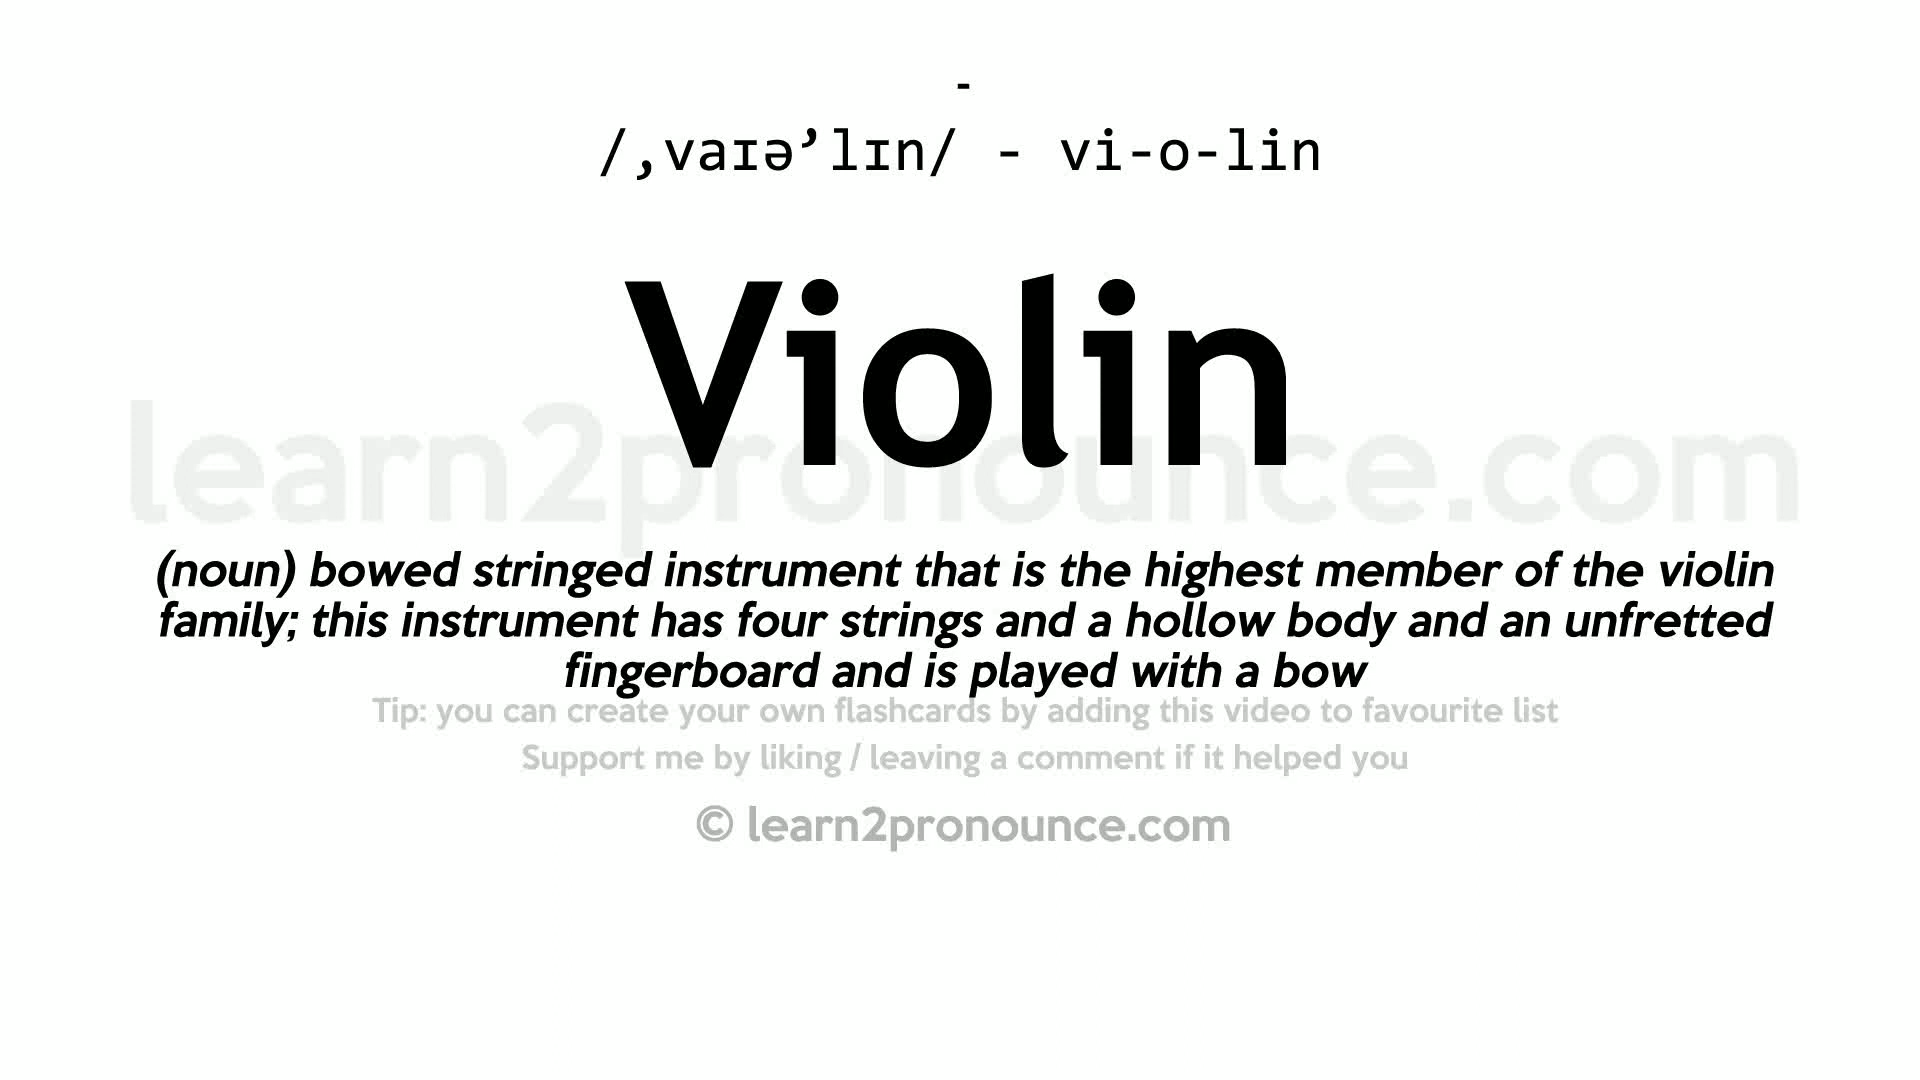 -
/,vaɪə’lɪn/ - vi-o-lin
Violin
learn2pronounce.com
(noun) bowed stringed instrument that is the highest member of the violin
family; this instrument has four strings and a hollow body and an unfretted
fingerboard and is played with a bow
Tip: you can create your own flashcards by adding this video to favourite list
Support me by liking / leaving a comment if it helped you
© learn2pronounce.com